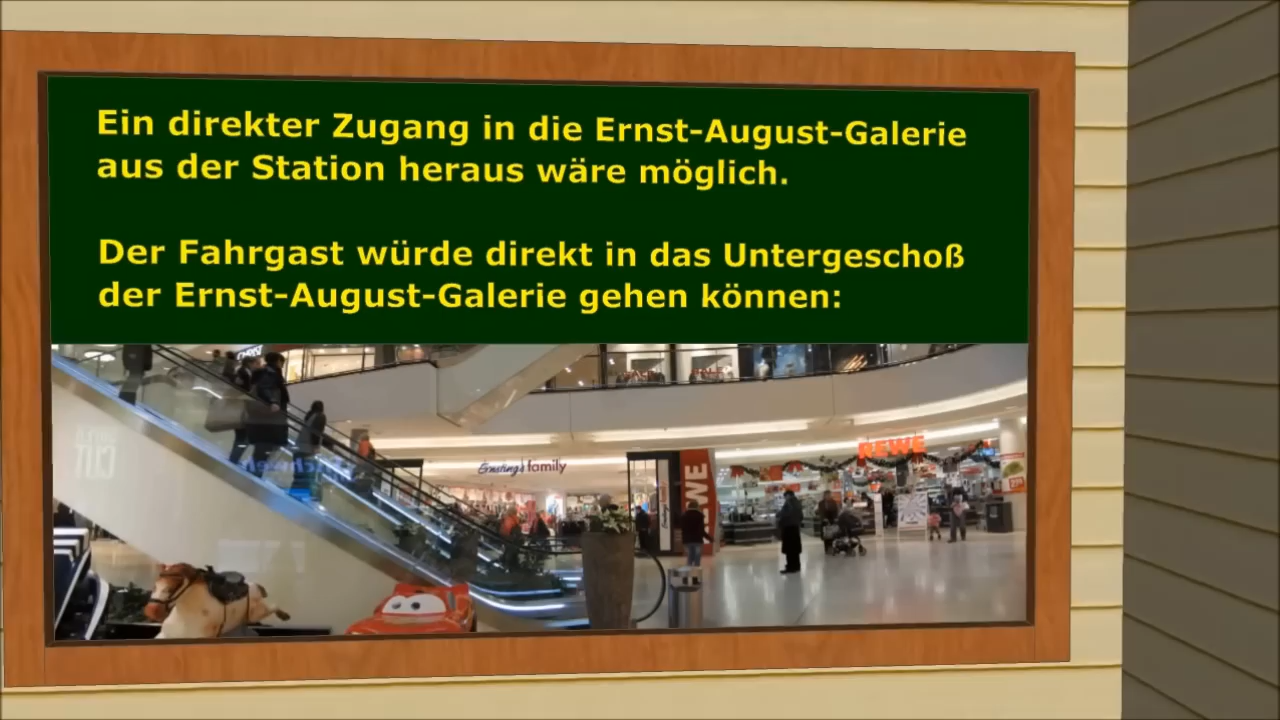 Ein direkter Zugang in die Ernst-August-Galerie
aus der Station heraus wäre möglich.
Der Fahrgast würde direkt in das Untergeschoß
der Ernst-August-Galerie gehen können:
Ernsting's family
REWE
REWE